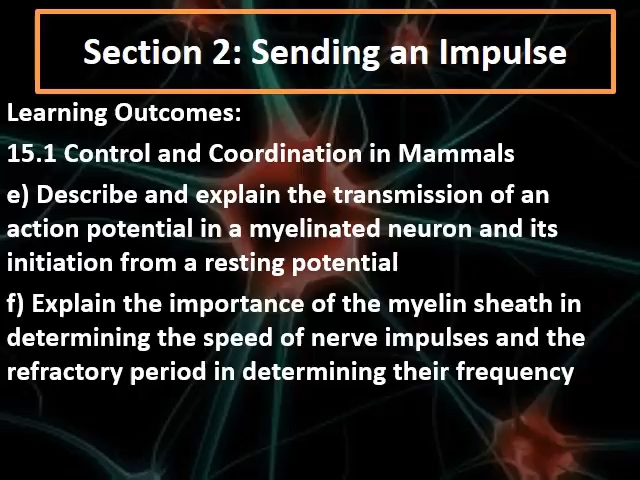 Section 2: Sending an Impulse
Learning Outcomes:
15.1 Control and Coordination in Mammals
e) Describe and explain the transmission of an
action potential in a myelinated neuron and its
initiation from a resting potential
f) Explain the importance of the myelin sheath in
determining the speed of nerve impulses and the
refractory period in determining their frequency